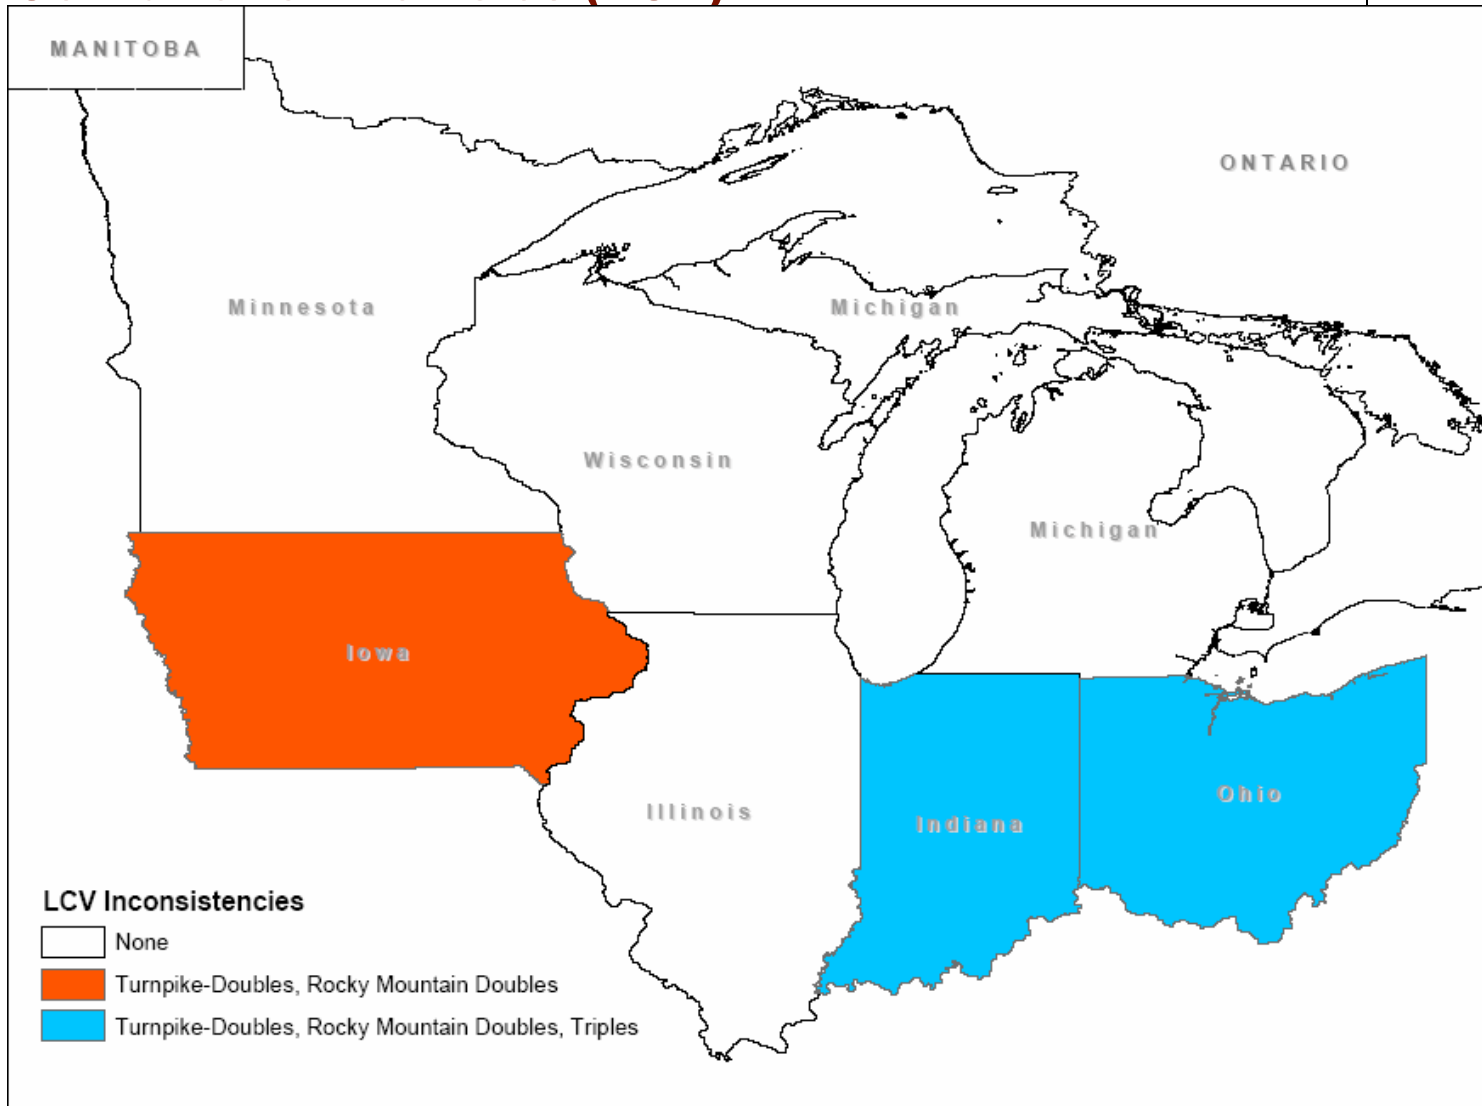 MANITOBA
ONTARIO
Minnesota
Michigan
Wisconsin
Michigan
Iowa
Ohio
Illinois
Indiana
LCV Inconsistencies
None
Turnpike-Doubles, Rocky Mountain Doubles
Turnpike-Doubles, Rocky Mountain Doubles, Triples